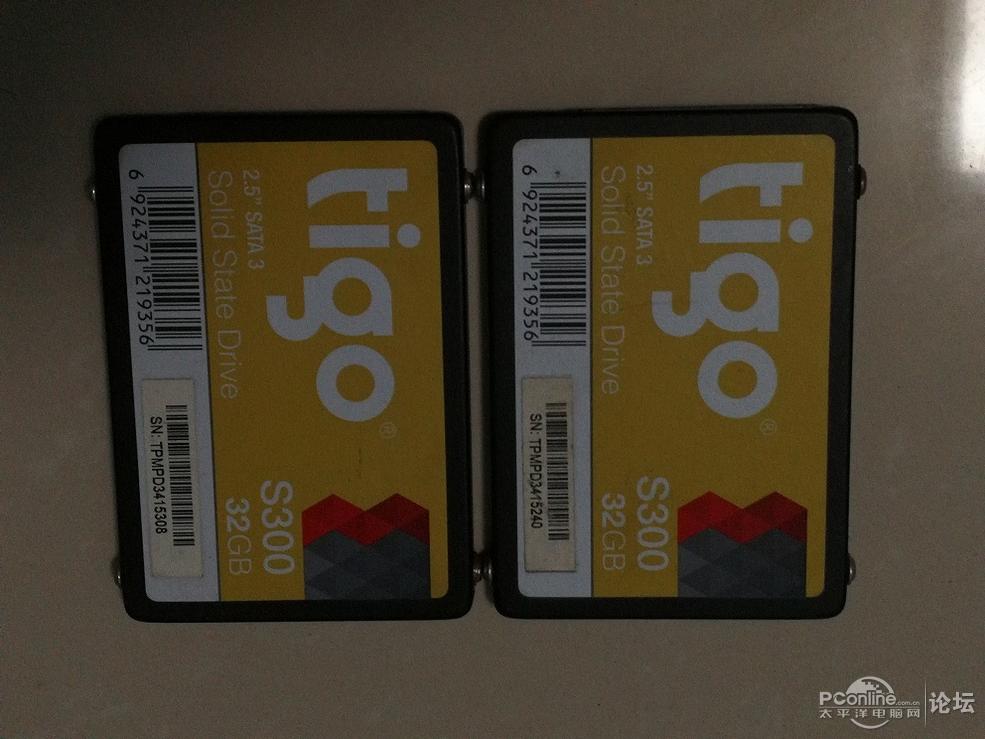 tigo®
2.5" SATA 3
Solid State Drive
S300
32GB
6 924371 219356
SN: TPMPD3415308
tigo®
2.5" SATA 3
Solid State Drive
S300
32GB
6 924371 219356
SN: TPMPD3415240
PConline.com.cn
太平洋电脑网
论坛